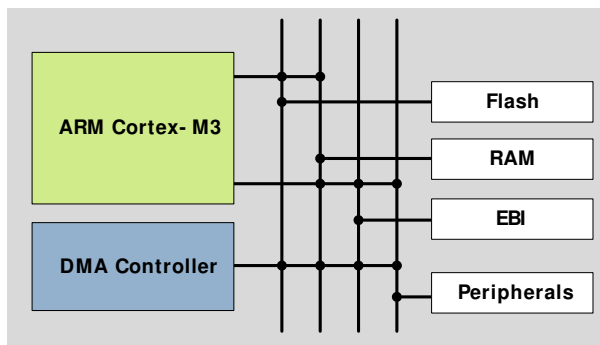 ARM Cortex- M3
DMA Controller
Flash
RAM
EBI
Peripherals